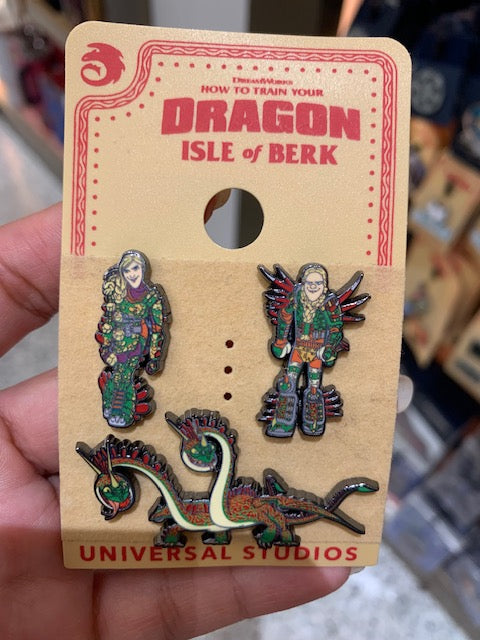 DREAMWORKS
HOW TO TRAIN YOUR
DRAGON
ISLE of BERK
UNIVERSAL STUDIOS